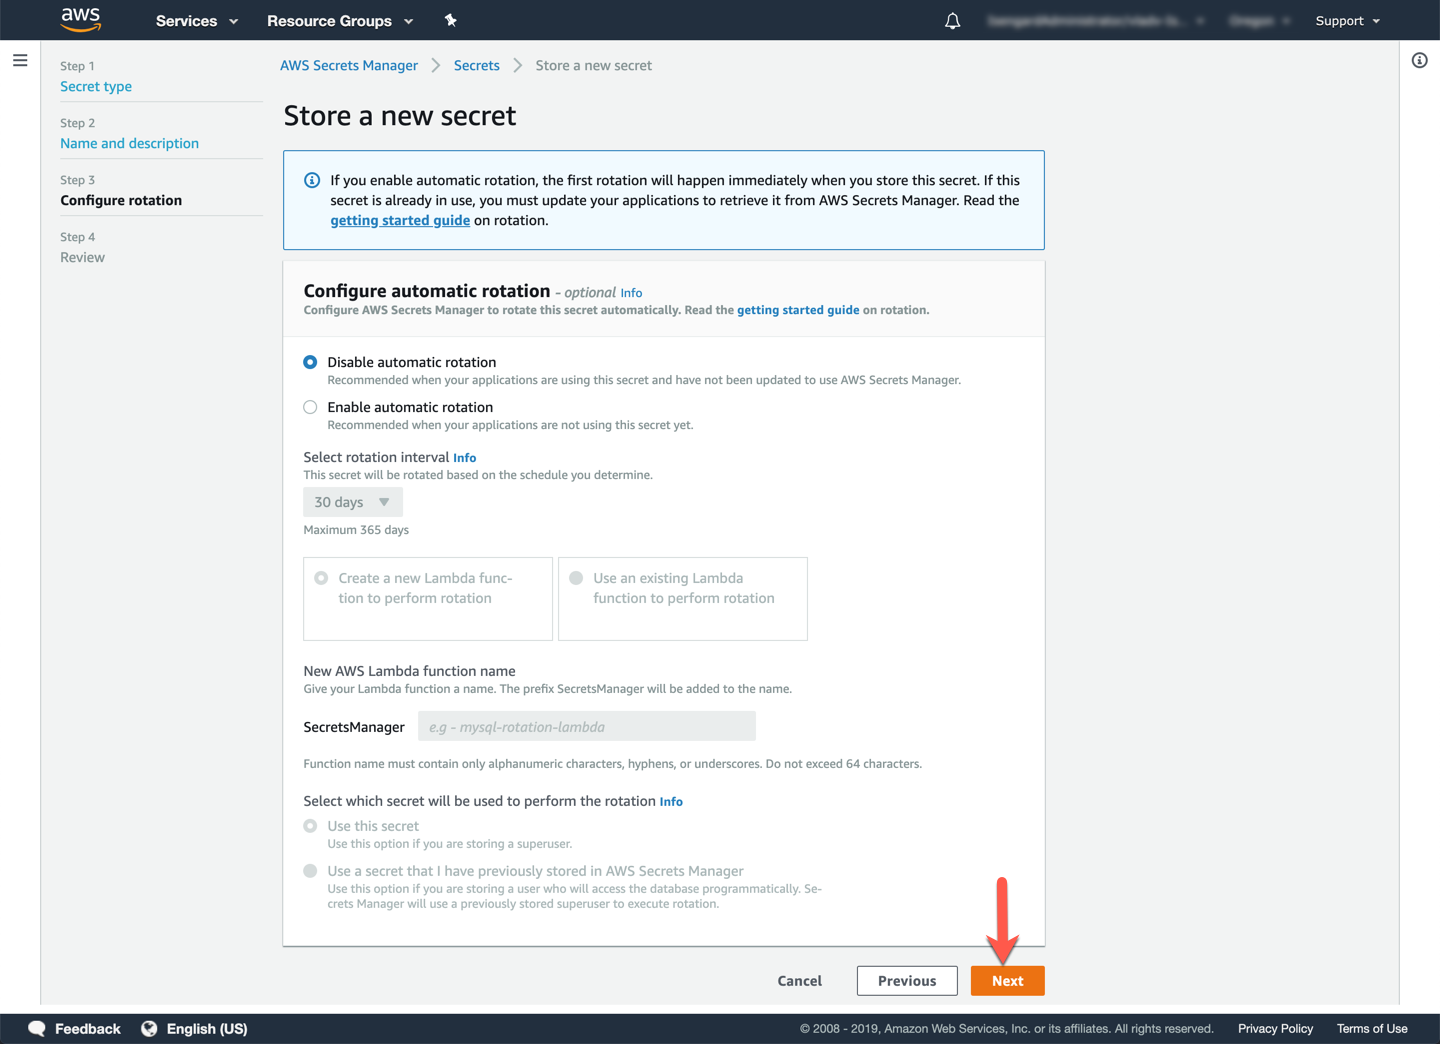 aws
Services
Resource Groups
Support
Step 1
Secret type
Step 2
Name and description
Step 3
Configure rotation
Step 4
Review
AWS Secrets Manager > Secrets > Store a new secret
Store a new secret
If you enable automatic rotation, the first rotation will happen immediately when you store this secret. If this
secret is already in use, you must update your applications to retrieve it from AWS Secrets Manager. Read the
getting started guide on rotation.
Configure automatic rotation - optional Info
Configure AWS Secrets Manager to rotate this secret automatically. Read the getting started guide on rotation.
Disable automatic rotation
Recommended when your applications are using this secret and have not been updated to use AWS Secrets Manager.
Enable automatic rotation
Recommended when your applications are not using this secret yet.
Select rotation interval Info
This secret will be rotated based on the schedule you determine.
30 days
Maximum 365 days
Create a new Lambda func-
tion to perform rotation
Use an existing Lambda
function to perform rotation
New AWS Lambda function name
Give your Lambda function a name. The prefix SecretsManager will be added to the name.
SecretsManager e.g - mysql-rotation-lambda
Function name must contain only alphanumeric characters, hyphens, or underscores. Do not exceed 64 characters.
Select which secret will be used to perform the rotation Info
Use this secret
Use this option if you are storing a superuser.
Use a secret that I have previously stored in AWS Secrets Manager
Use this option if you are storing a user who will access the database programmatically. Se-
crets Manager will use a previously stored superuser to execute rotation.
Cancel
Previous
Next
Feedback
English (US)
© 2008 - 2019, Amazon Web Services, Inc. or its affiliates. All rights reserved.
Privacy Policy
Terms of Use